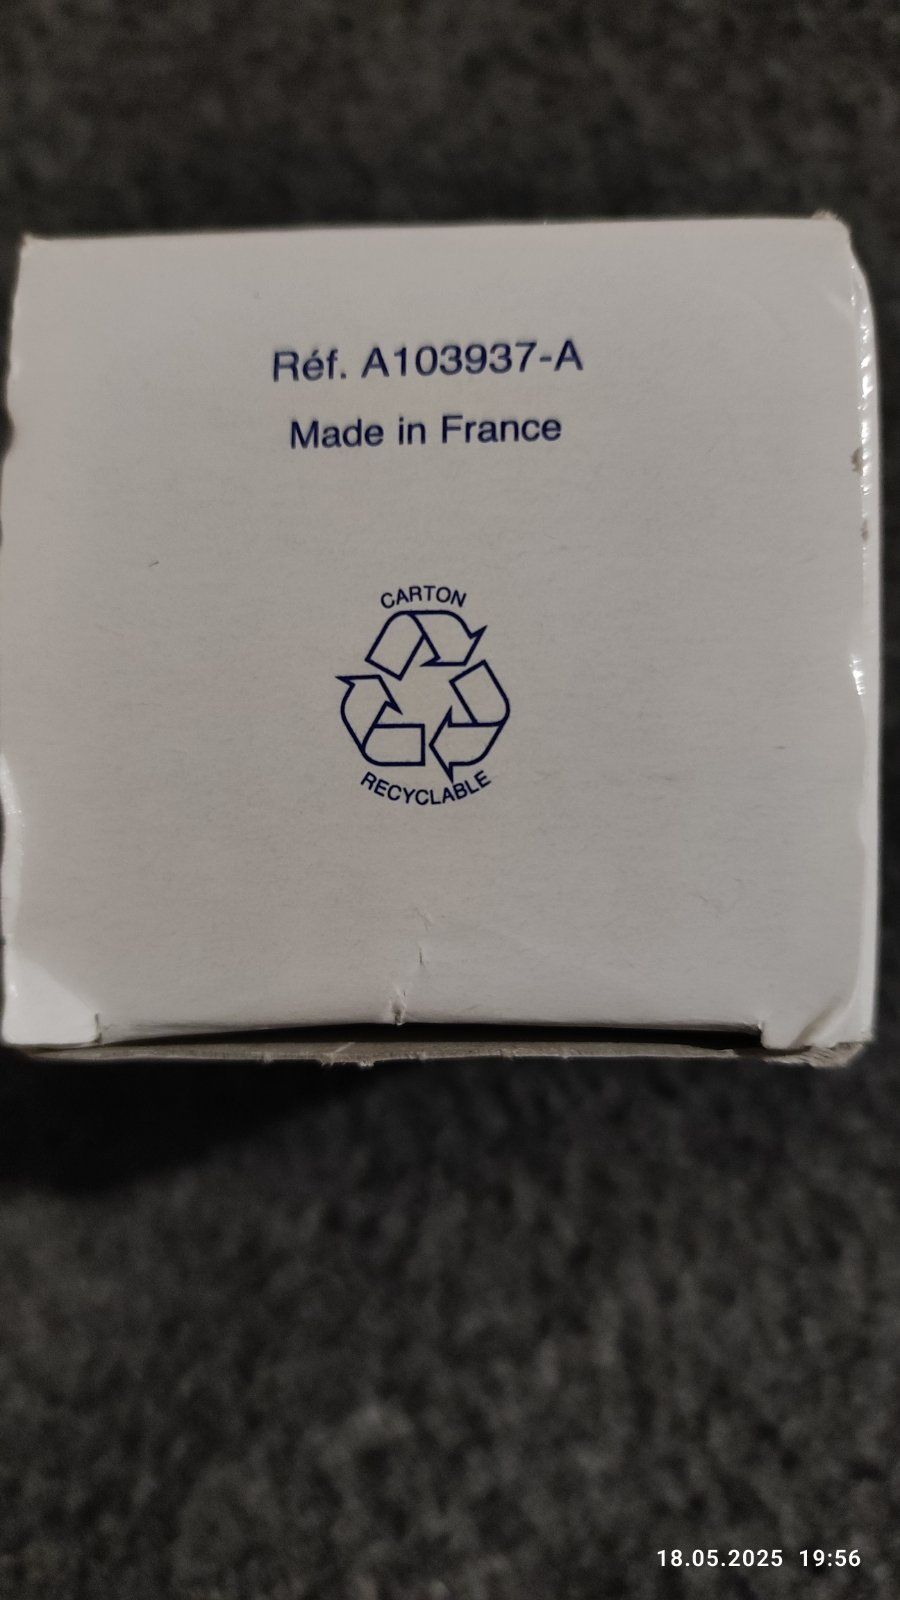 Réf. A103937-A
Made in France
CARTON
RECYCLABLE
18.05.2025 19:56